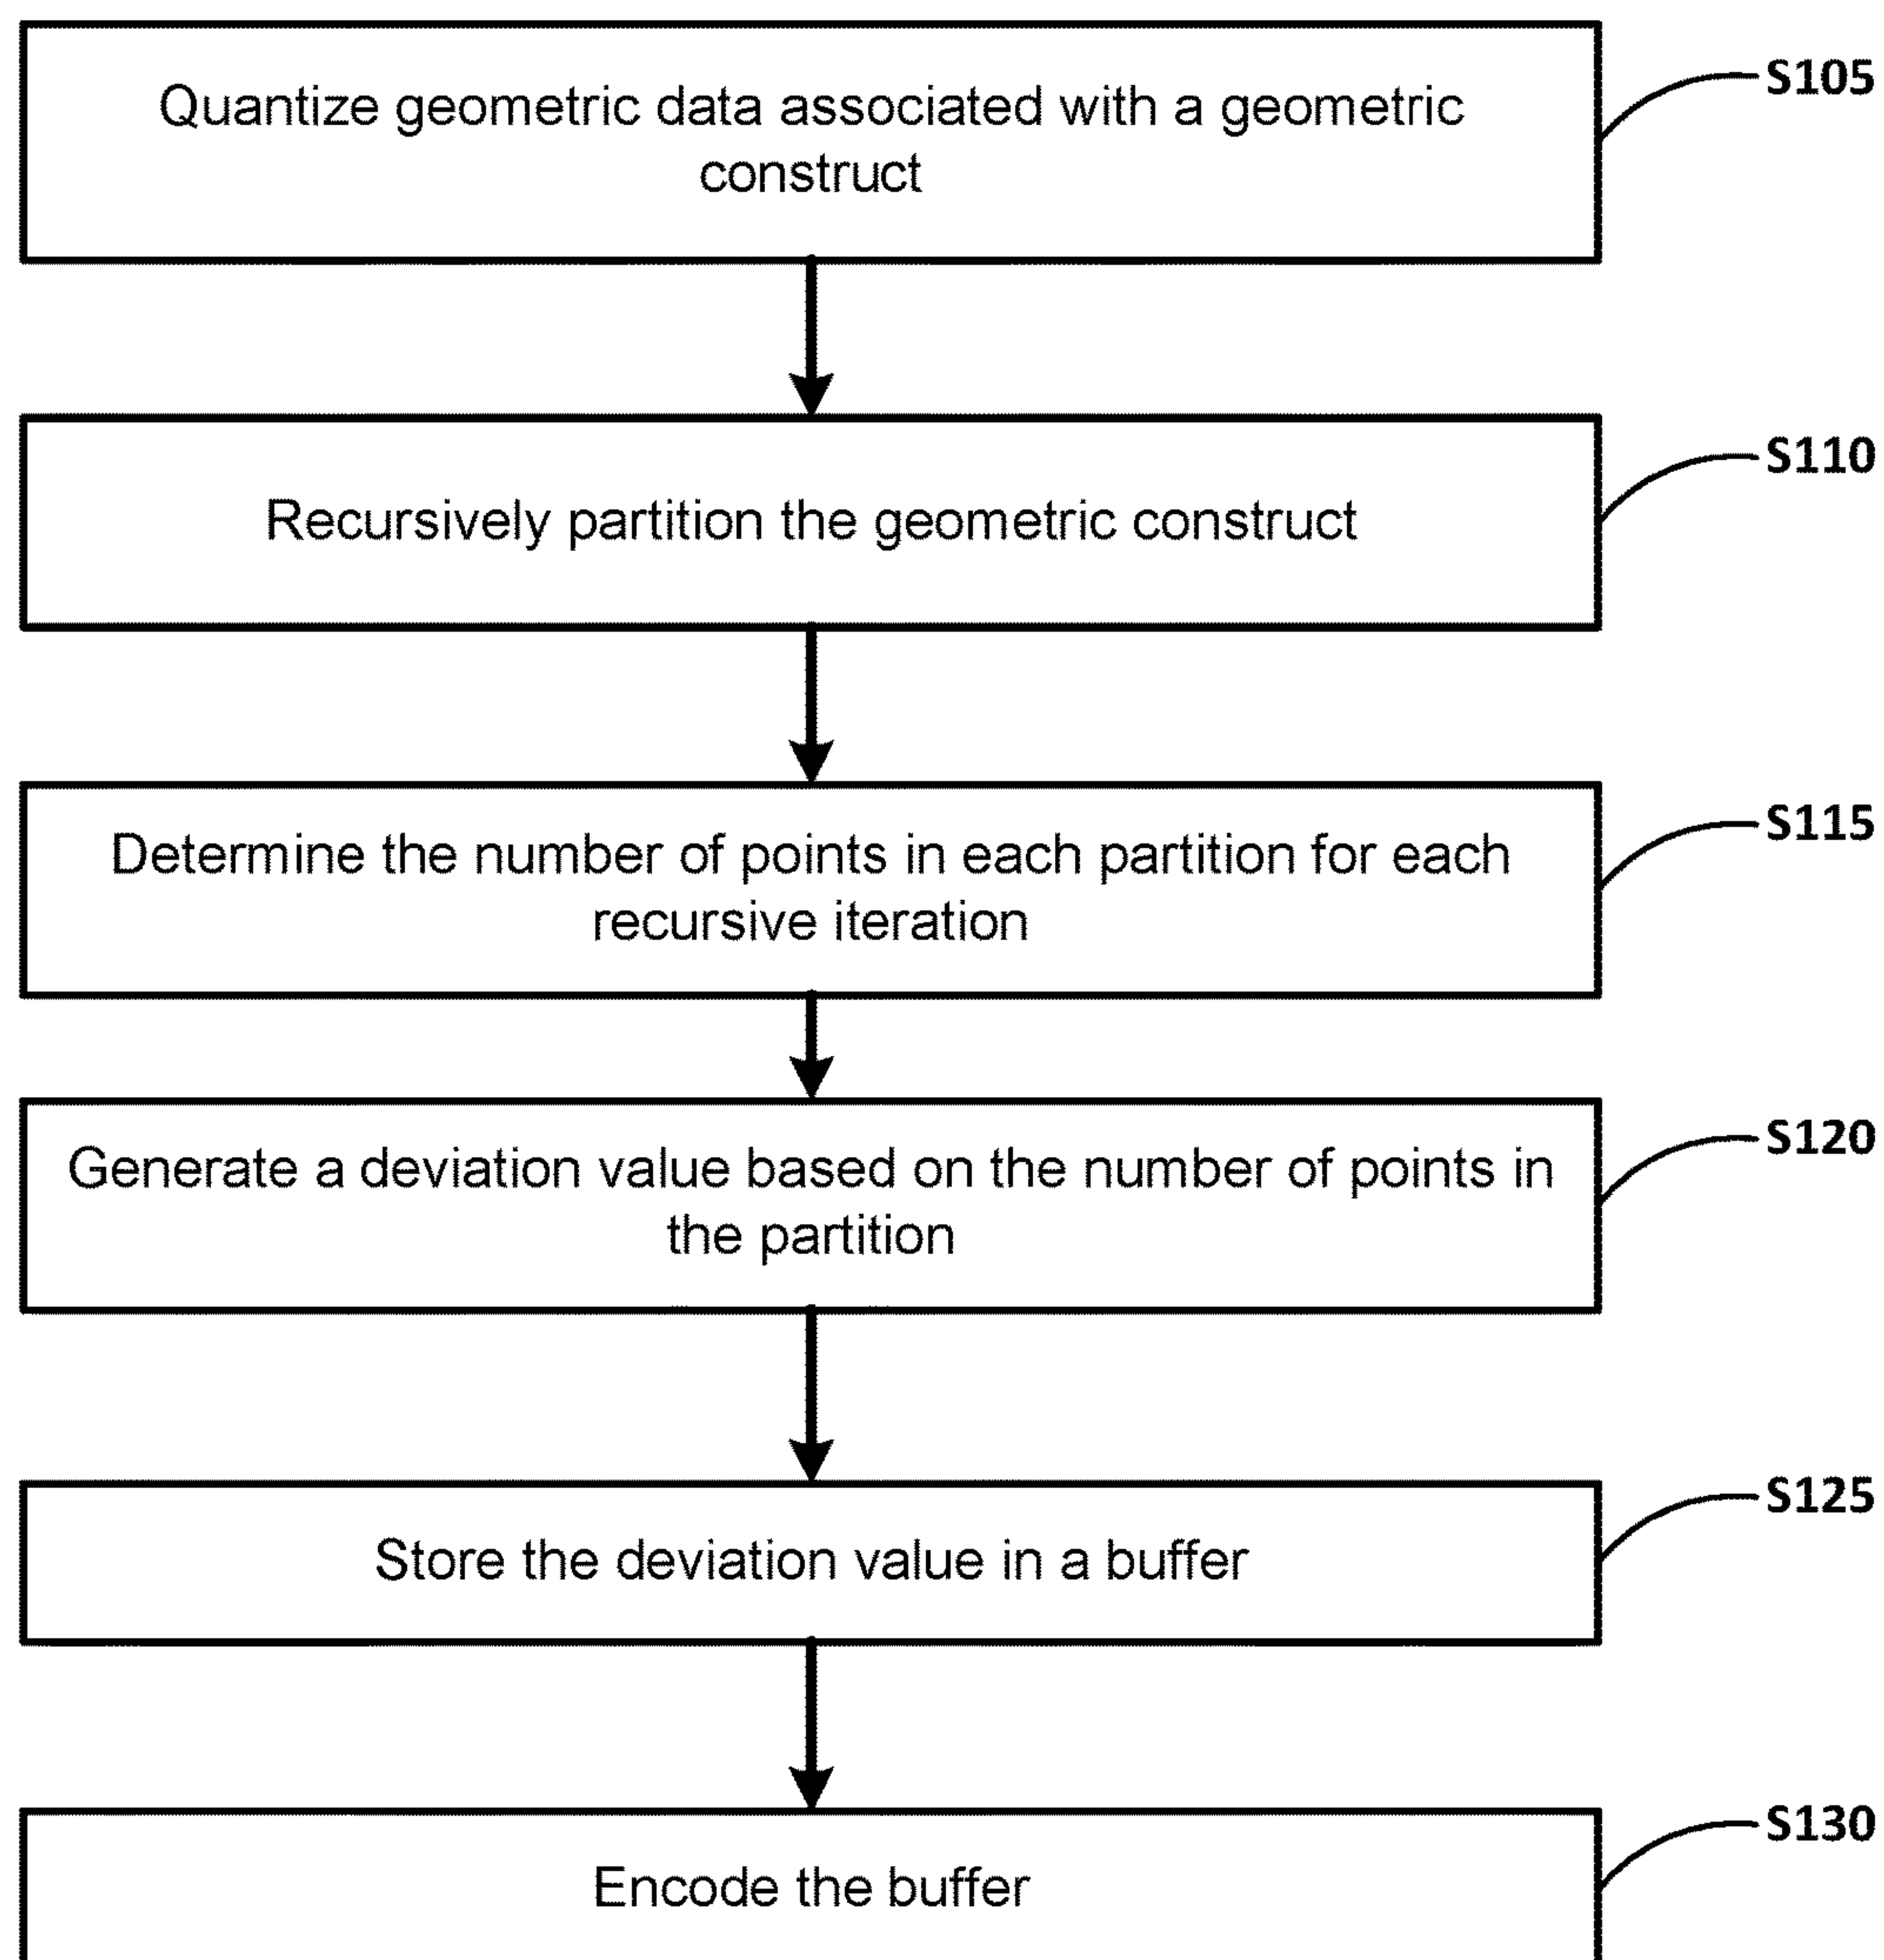 Quantize geometric data associated with a geometric
construct
S105
Recursively partition the geometric construct
S110
Determine the number of points in each partition for each
recursive iteration
S115
Generate a deviation value based on the number of points in
the partition
S120
Store the deviation value in a buffer
S125
Encode the buffer
S130